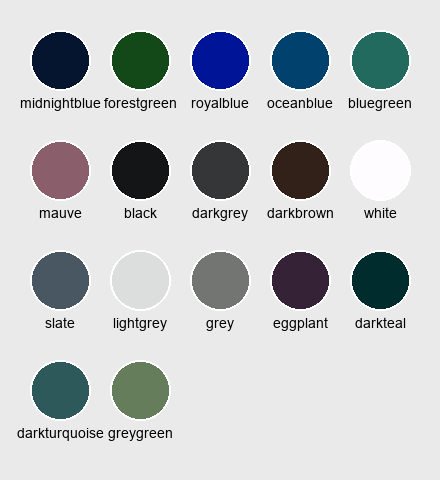 midnightblue forestgreen royalblue oceanblue bluegreen
mauve black darkgrey darkbrown white
slate lightgrey grey eggplant darkteal
darkturquoise greygreen